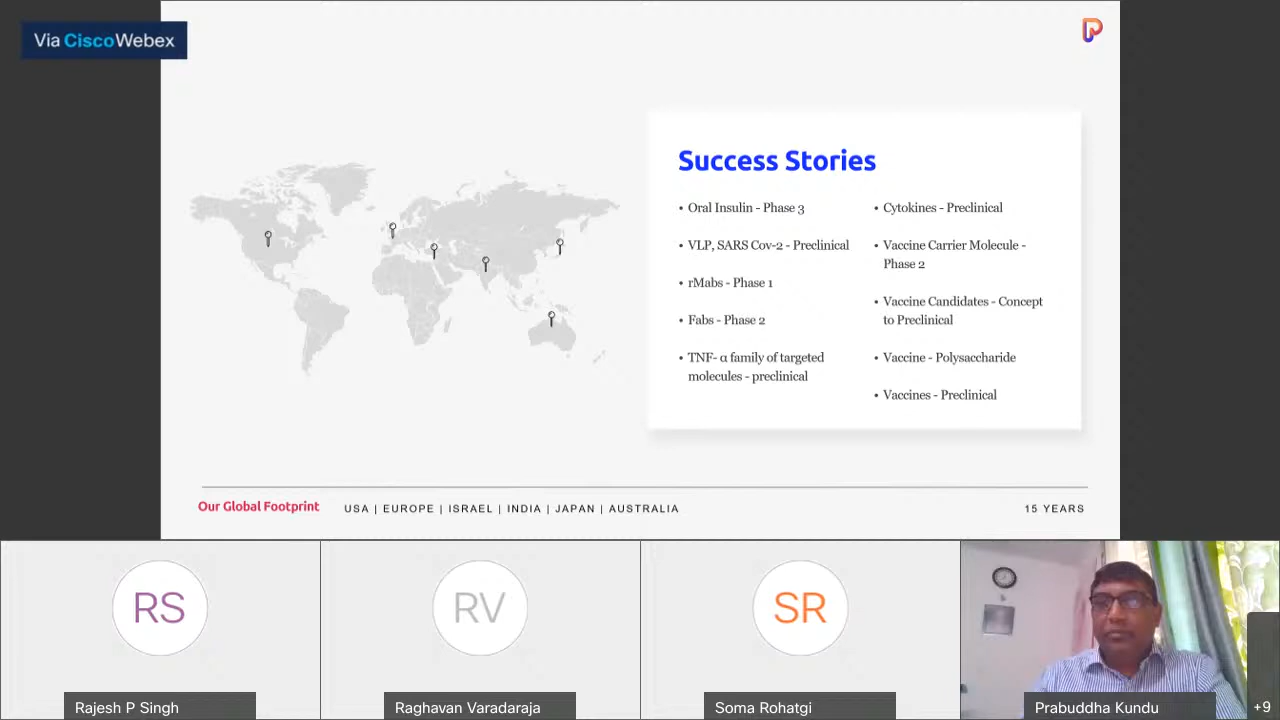 Via CiscoWebex
Success Stories
• Oral Insulin - Phase 3
• VLP, SARS Cov-2 - Preclinical
• rMabs - Phase 1
• Fabs - Phase 2
• TNF- α family of targeted
molecules - preclinical
• Cytokines - Preclinical
• Vaccine Carrier Molecule -
Phase 2
• Vaccine Candidates - Concept
to Preclinical
• Vaccine - Polysaccharide
• Vaccines - Preclinical
Our Global Footprint
USA | EUROPE | ISRAEL | INDIA | JAPAN | AUSTRALIA
15 YEARS
RS
RV
SR
Rajesh P Singh
Raghavan Varadaraja
Soma Rohatgi
Prabuddha Kundu
+9